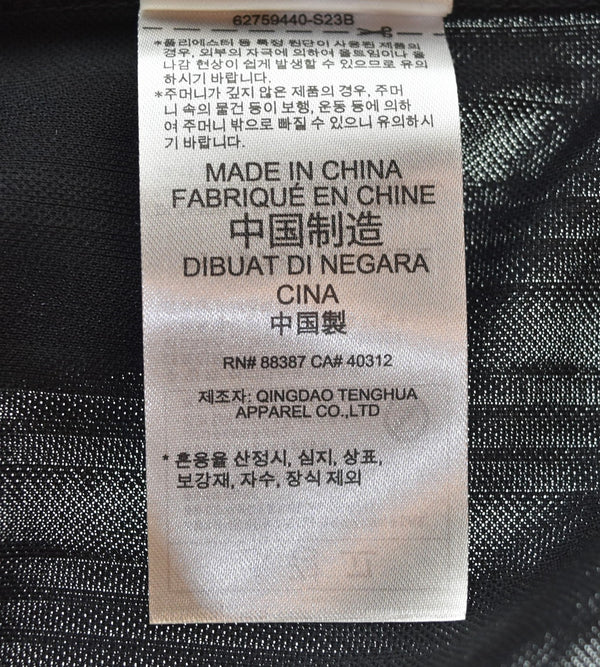 62759440-S23B
*폴리에스터 등 특정 원단이 사용된 제품의
경우, 외부의 자극에 의하여 올트임이나 올
나감 현상이 쉽게 발생할 수 있으므로 유의
하시기 바랍니다.
*주머니가 깊지 않은 제품의 경우, 주머
니 속의 물건 등이 보행, 운동 등에 의하
여 주머니 밖으로 빠질 수 있으니 유의하시
기 바랍니다.
MADE IN CHINA
FABRIQUÉ EN CHINE
中国制造
DIBUAT DI NEGARA
CINA
中国製
RN# 88387 CA# 40312
제조자: QINGDAO TENGHUA
APPAREL CO.,LTD
* 혼용율 산정시, 심지, 상표,
보강재, 자수, 장식 제외